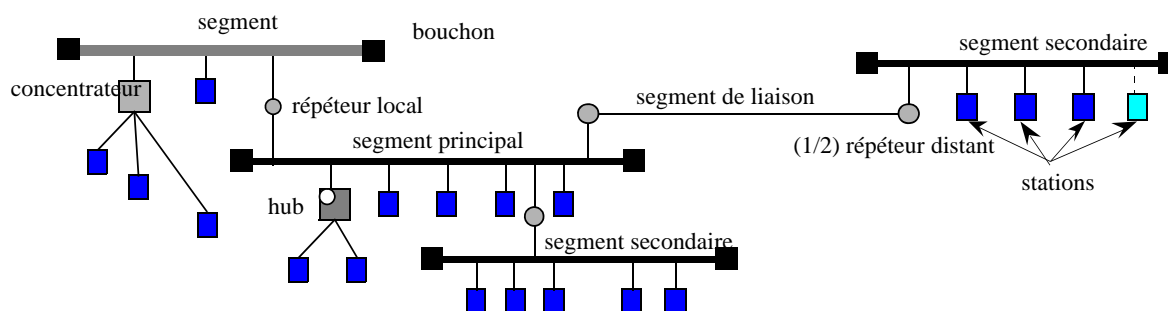 segment
bouchon
segment secondaire
concentrateur
répéteur local
segment de liaison
segment principal
(1/2) répéteur distant
stations
hub
segment secondaire